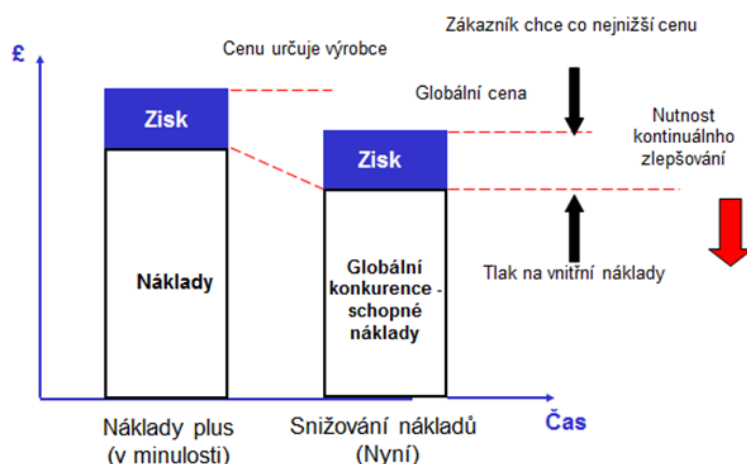 Zákazník chce co nejnižší cenu
£
Cenu určuje výrobce
Globální cena
Nutnost
kontinuálnho
zlepšování
Zisk
Zisk
Náklady
Globální
konkurence -
schopné
náklady
Tlak na vnitřní náklady
Čas
Náklady plus
(v minulosti)
Snižování nákladů
(Nyní)